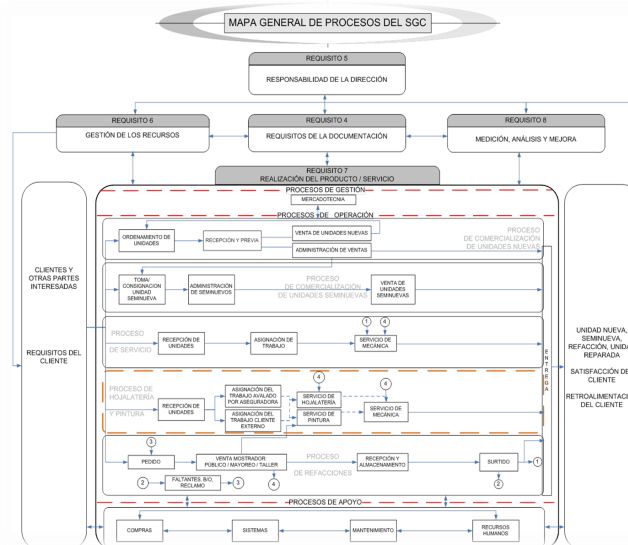 MAPA GENERAL DE PROCESOS DEL SGC
REQUISITO 5
RESPONSABILIDAD DE LA DIRECCIÓN
REQUISITO 6
GESTIÓN DE LOS RECURSOS
REQUISITO 4
REQUISITOS DE LA DOCUMENTACIÓN
REQUISITO 8
MEDICIÓN, ANÁLISIS Y MEJORA
REQUISITO 7
REALIZACIÓN DEL PRODUCTO / SERVICIO
CLIENTES Y
OTRAS PARTES
INTERESADAS
REQUISITOS DEL
CLIENTE
PROCESOS DE GESTIÓN
MERCADOTECNIA
PROCESOS DE OPERACIÓN
ORDENAMIENTO DE
UNIDADES
RECEPCIÓN Y PREVIA
VENTA DE UNIDADES NUEVAS
ADMINISTRACIÓN DE VENTAS
PROCESO
DE COMERCIALIZACIÓN
DE UNIDADES NUEVAS
TOMA/
CONSIGNACION
UNIDAD
SEMINUEVA
ADMINISTRACIÓN
DE SEMINUEVOS
PROCESO
DE COMERCIALIZACIÓN
DE UNIDADES SEMINUEVAS
VENTA DE
UNIDADES
SEMINUEVAS
PROCESO
DE SERVICIO
RECEPCIÓN DE
UNIDADES
ASIGNACIÓN DE
TRABAJO
1
4
SERVICIO DE
MECÁNICA
PROCESO DE
HOJALATERÍA
Y PINTURA
RECEPCIÓN DE
UNIDADES
ASIGNACIÓN DEL
TRABAJO AVALADO
POR ASEGURADORA
ASIGNACIÓN DEL
TRABAJO CLIENTE
EXTERNO
4
SERVICIO DE
HOJALATERÍA
SERVICIO DE
PINTURA
4
SERVICIO DE
MECÁNICA
3
PEDIDO
VENTA MOSTRADOR:
PÚBLICO / MAYOREO / TALLER
PROCESO
DE REFACCIONES
RECEPCIÓN Y
ALMACENAMIENTO
SURTIDO
1
2
FALTANTES, BIO,
RECLAMO
3
4
2
ENTREGA
PROCESOS DE APOYO
COMPRAS
SISTEMAS
MANTENIMIENTO
RECURSOS
HUMANOS
UNIDAD NUEVA,
SEMINUEVA,
REFACCIÓN, UNIDA
REPARADA
SATISFACCIÓN DE
CLIENTE
RETROALIMENTACI
DEL CLIENTE